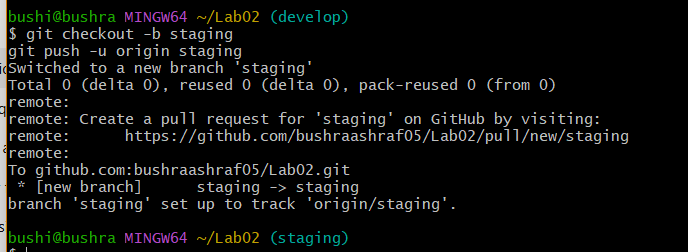 bushi@bushra MINGW64 ~/Lab02 (develop)
$ git checkout -b staging
git push -u origin staging
Switched to a new branch 'staging'
Total 0 (delta 0), reused 0 (delta 0), pack-reused 0 (from 0)
remote:
remote: Create a pull request for 'staging' on GitHub by visiting:
remote:      https://github.com/bushraashraf05/Lab02/pull/new/staging
remote:
To github.com:bushraashraf05/Lab02.git
 * [new branch]      staging -> staging
branch 'staging' set up to track 'origin/staging'.
bushi@bushra MINGW64 ~/Lab02 (staging)
$